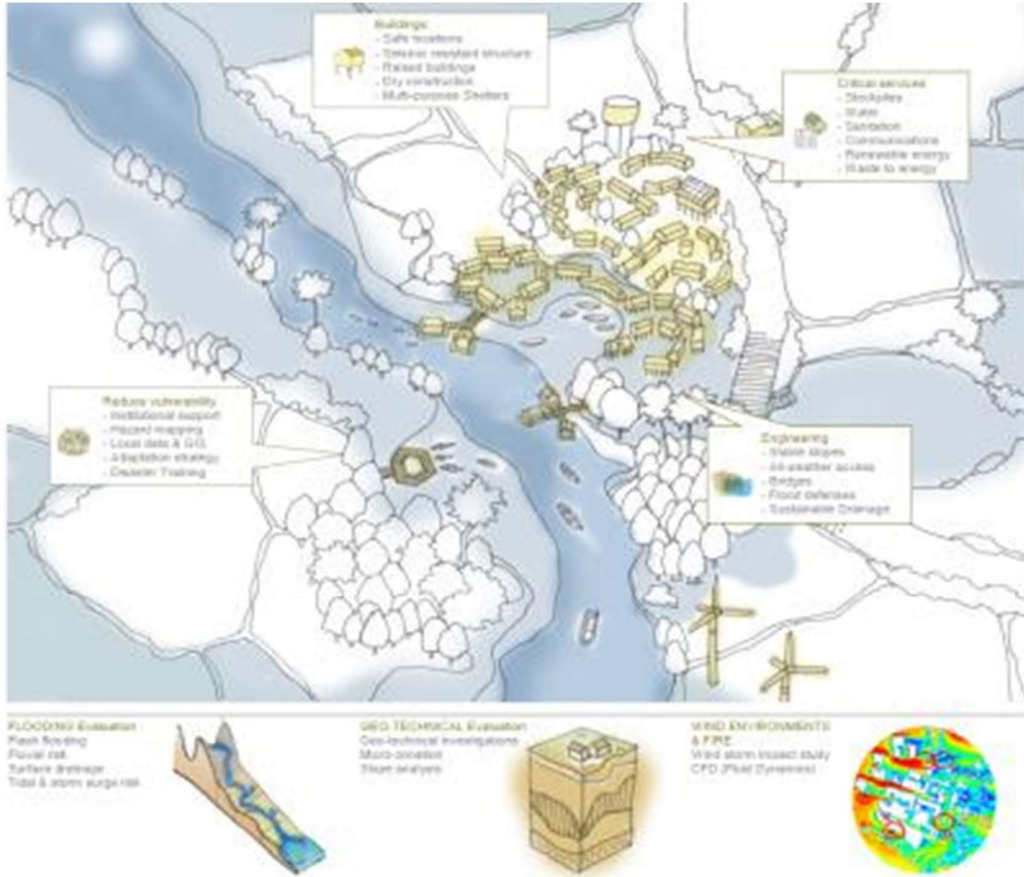 Buildings:
- Safe locations
- Sensour resistant structure
- Raised buildings
- Dry construction
- Multi-purpose Shelters
Critical services
- Stockpiles
- Water
- Sanitation
- Communications
- Renewable energy
- Waste to energy
Reduce vulnerability
- Institutional support
- Hazard mapping
- Local data &
- Adaptation strategy
- Disaster Training
Engineering
- Stable slopes
- All-weather access
- Bridges
- Flood defenses
- Sustainable Drainage
FLOODING Evaluation
Flash flooding
Fluvial risk
Surface drainage
Tidal & storm surge risk
GEO TECHNICAL Evaluation
Geo-technical investigations
Micro-zonation
Slope analysis
WIND ENVIRONMENTS
& FIRE
Wind storm impact study
CFD (Fluid Dynamics)